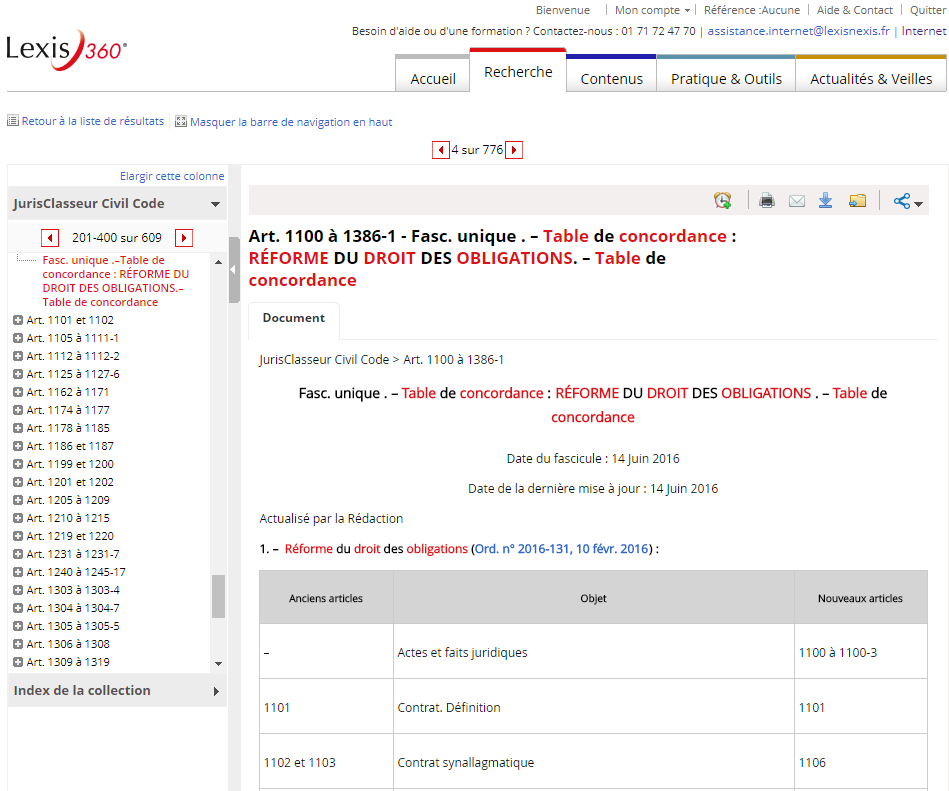 Bienvenue | Mon compte | Référence :Aucune | Aide & Contact | Quitter
Besoin d'aide ou d'une formation ? Contactez-nous : 01 71 72 47 70 | assistance.internet@lexisnexis.fr | Internet
Lexis 360®
Accueil
Recherche
Contenus
Pratique & Outils
Actualités & Veilles
Retour à la liste de résultats
Masquer la barre de navigation en haut
4 sur 776
Elargir cette colonne
JurisClasseur Civil Code
201-400 sur 609
Fasc. unique .–Table de
concordance : RÉFORME DU
DROIT DES OBLIGATIONS.–
Table de concordance
Art. 1101 et 1102
Art. 1105 à 1111-1
Art. 1112 à 1112-2
Art. 1125 à 1127-6
Art. 1162 à 1171
Art. 1174 à 1177
Art. 1178 à 1185
Art. 1186 et 1187
Art. 1199 et 1200
Art. 1201 et 1202
Art. 1205 à 1209
Art. 1210 à 1215
Art. 1219 et 1220
Art. 1231 à 1231-7
Art. 1240 à 1245-17
Art. 1303 à 1303-4
Art. 1304 à 1304-7
Art. 1305 à 1305-5
Art. 1306 à 1308
Art. 1309 à 1319
Index de la collection
Art. 1100 à 1386-1 - Fasc. unique . – Table de concordance :
RÉFORME DU DROIT DES OBLIGATIONS. – Table de
concordance
Document
JurisClasseur Civil Code > Art. 1100 à 1386-1
Fasc. unique . – Table de concordance : RÉFORME DU DROIT DES OBLIGATIONS . – Table de
concordance
Date du fascicule : 14 Juin 2016
Date de la dernière mise à jour : 14 Juin 2016
Actualisé par la Rédaction
1. – Réforme du droit des obligations (Ord. n° 2016-131, 10 févr. 2016) :
Anciens articles Objet Nouveaux articles
– Actes et faits juridiques 1100 à 1100-3
1101 Contrat. Définition 1101
1102 et 1103 Contrat synallagmatique 1106